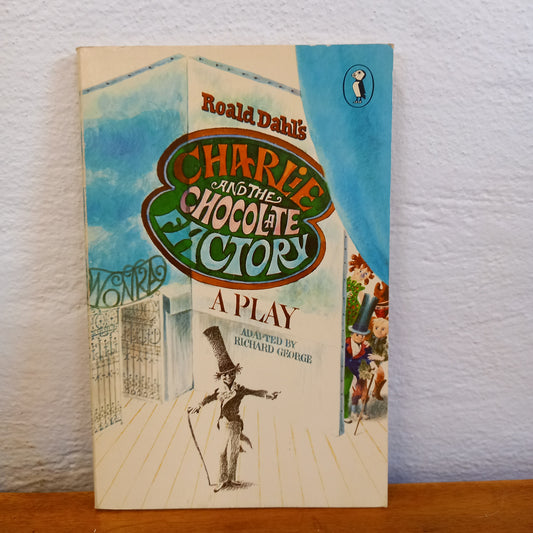 Roald Dahl's
CHARLIE
AND THE
CHOCOLATE
FACTORY
A PLAY
ADAPTED BY
RICHARD GEORGE
WONKA